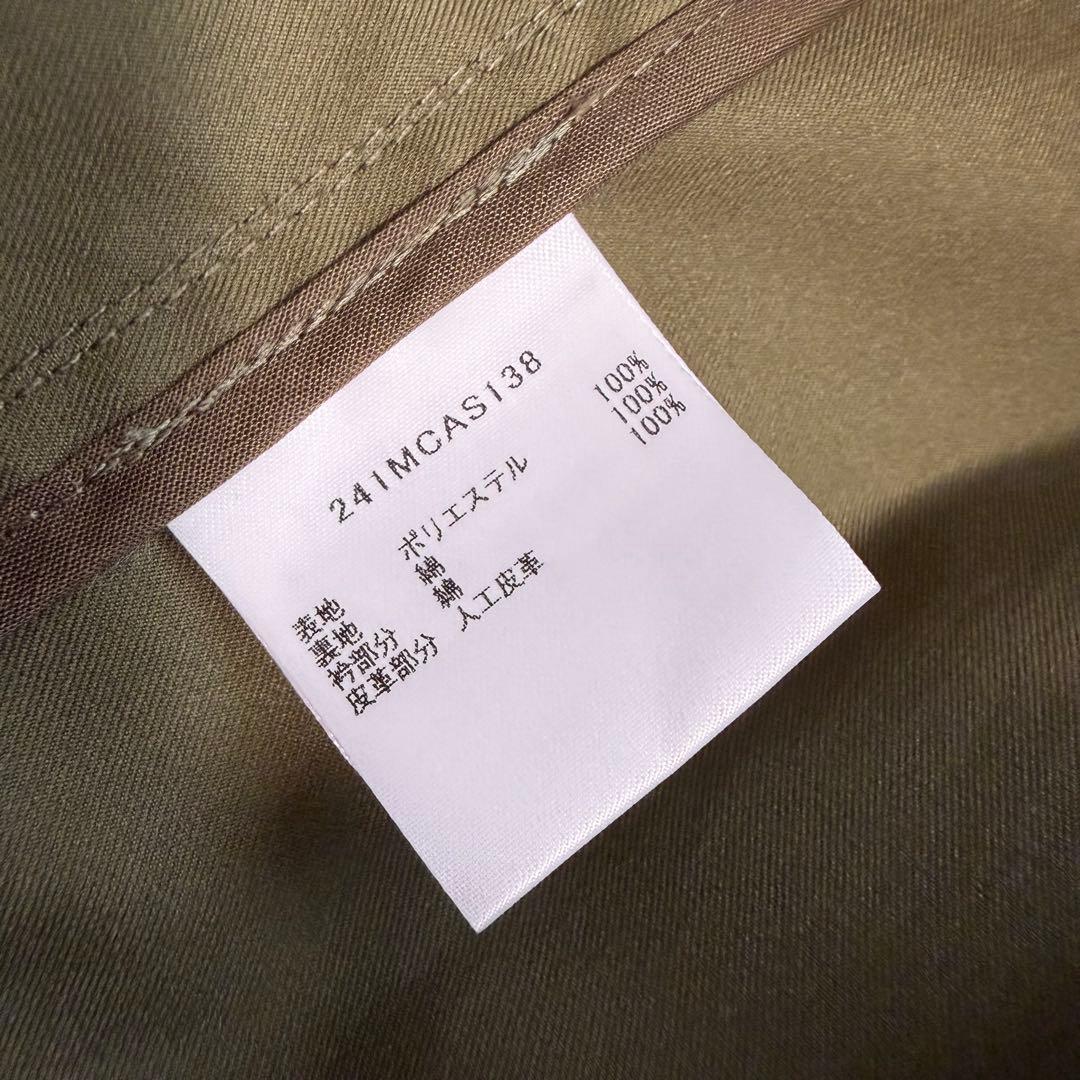 241MCAS138
表地 ポリエステル 100%
裏地 綿 100%
衿部分 綿 100%
皮革部分 人工皮革